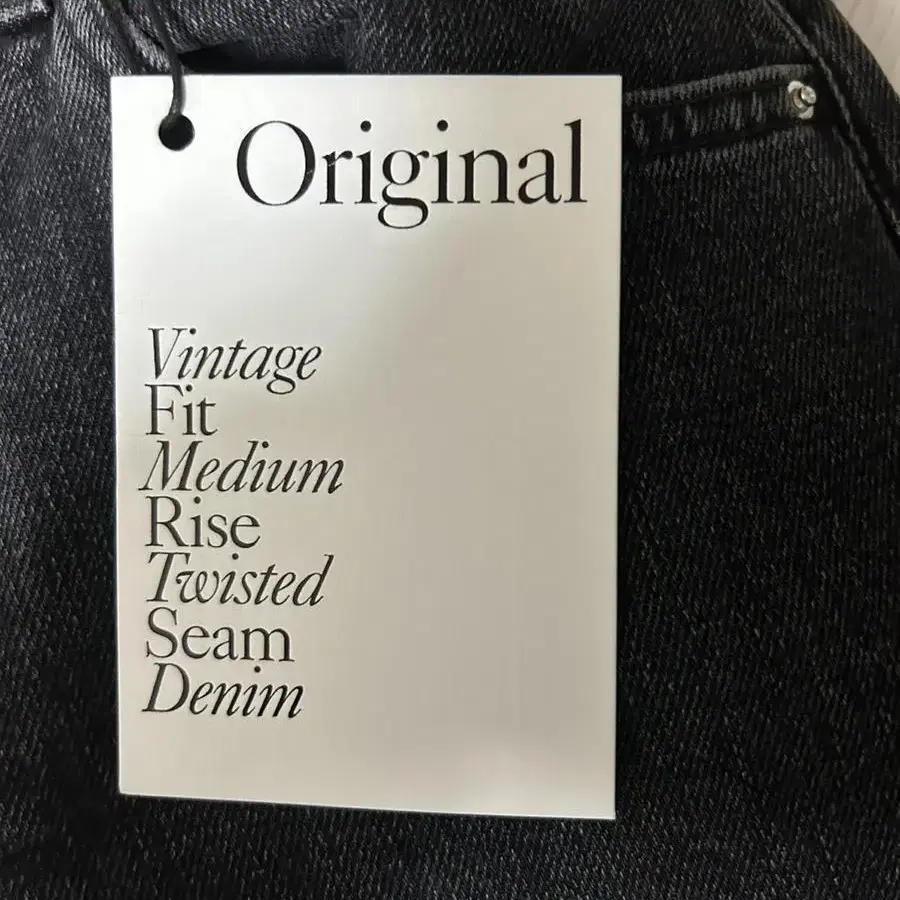 Original
Vintage
Fit
Medium
Rise
Twisted
Seam
Denim